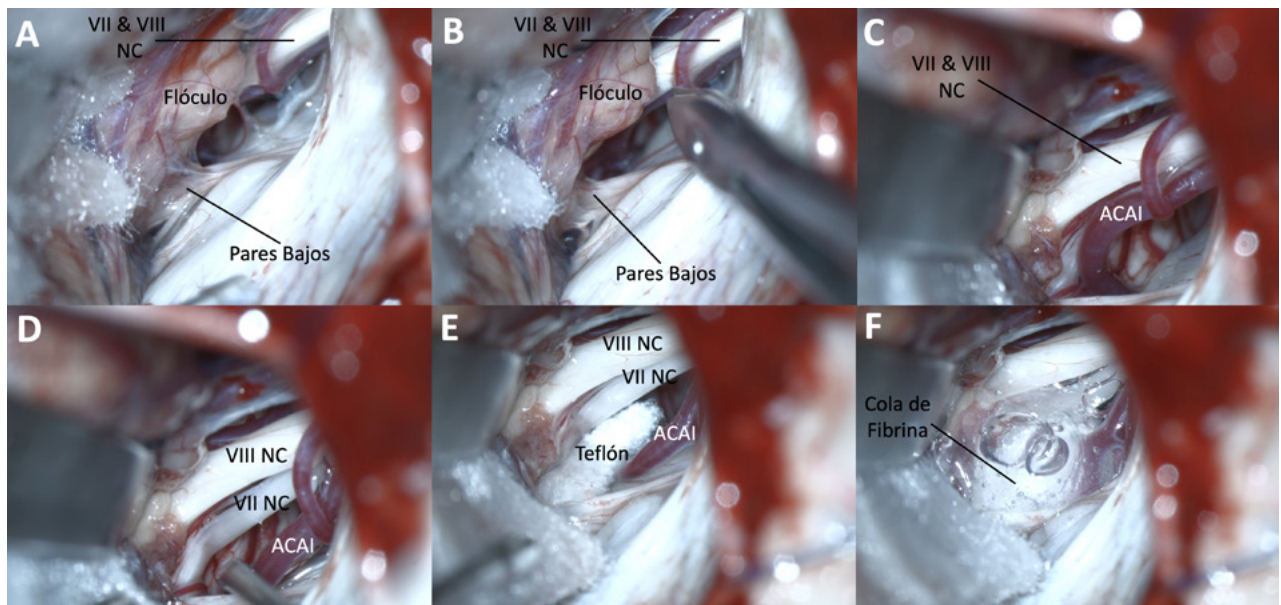 A
VII & VIII
NC
Flóculo
Pares Bajos
B
VII & VIII
NC
Flóculo
Pares Bajos
C
VII & VIII
NC
ACAI
D
VIII NC
VII NC
ACAI
E
VIII NC
VII NC
ACAI
Teflón
F
Cola de
Fibrina